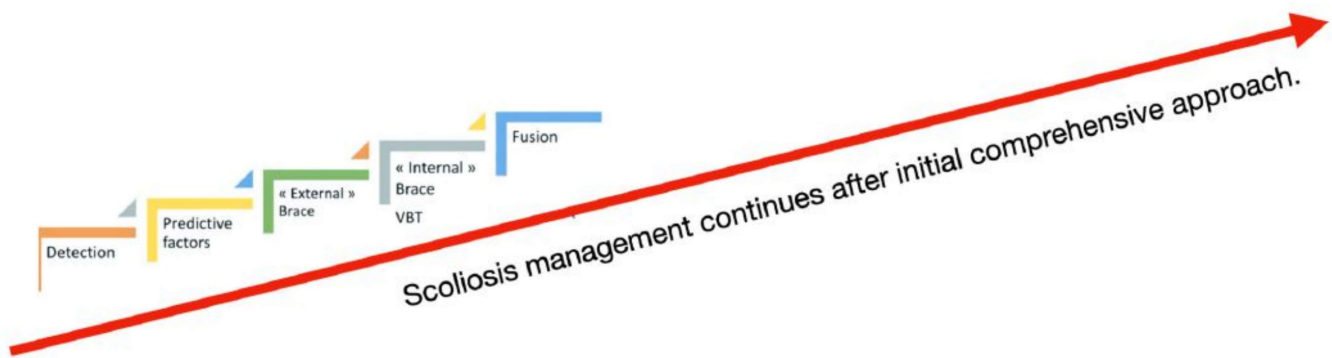 Detection
Predictive
factors
« External »
Brace
« Internal »
Brace
VBT
Fusion
Scoliosis management continues after initial comprehensive approach.